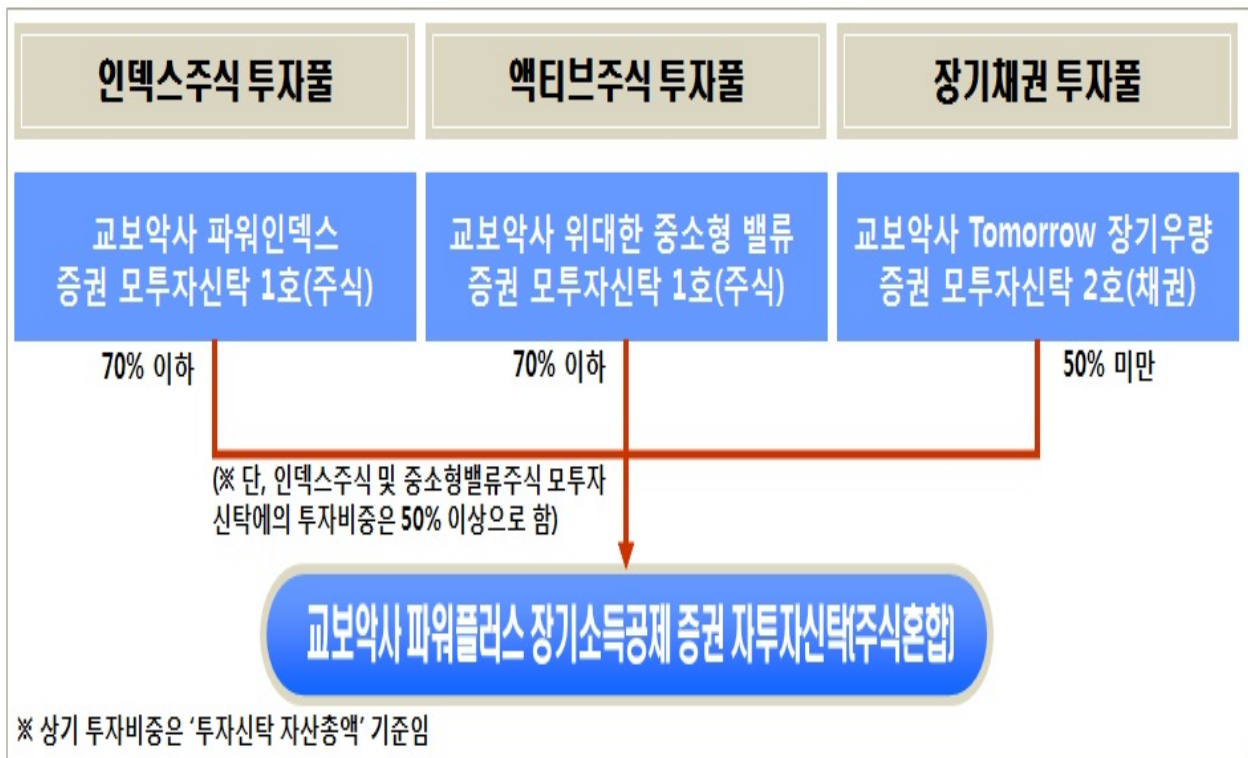 인덱스주식 투자풀
액티브주식 투자풀
장기채권 투자풀
교보악사 파워인덱스
증권 모투자신탁 1호(주식)
교보악사 위대한 중소형 밸류
증권 모투자신탁 1호(주식)
교보악사 Tomorrow 장기우량
증권 모투자신탁 2호(채권)
70% 이하
70% 이하
50% 미만
(※ 단, 인덱스주식 및 중소형밸류주식 모투자
신탁에의 투자비중은 50% 이상으로 함)
교보악사 파워플러스 장기소득공제 증권 자투자신탁(주식혼합)
※ 상기 투자비중은 ‘투자신탁 자산총액’ 기준임